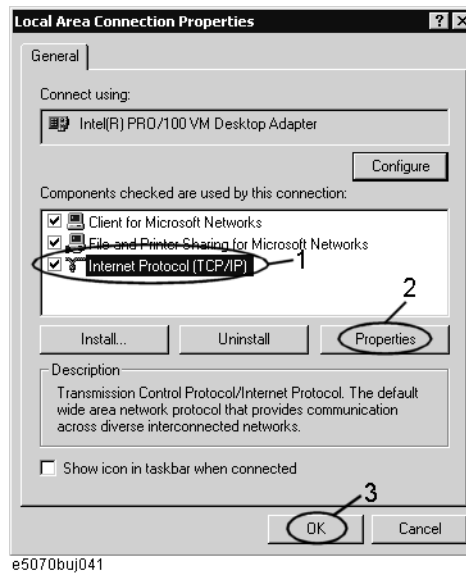 Local Area Connection Properties
General
Connect using:
Intel(R) PRO/100 VM Desktop Adapter
Configure
Components checked are used by this connection:
Client for Microsoft Networks
File and Printer Sharing for Microsoft Networks
Internet Protocol (TCP/IP)
1
2
Install... Uninstall Properties
Description
Transmission Control Protocol/Internet Protocol. The default
wide area network protocol that provides communication
across diverse interconnected networks.
Show icon in taskbar when connected
3
OK Cancel
e5070buj041